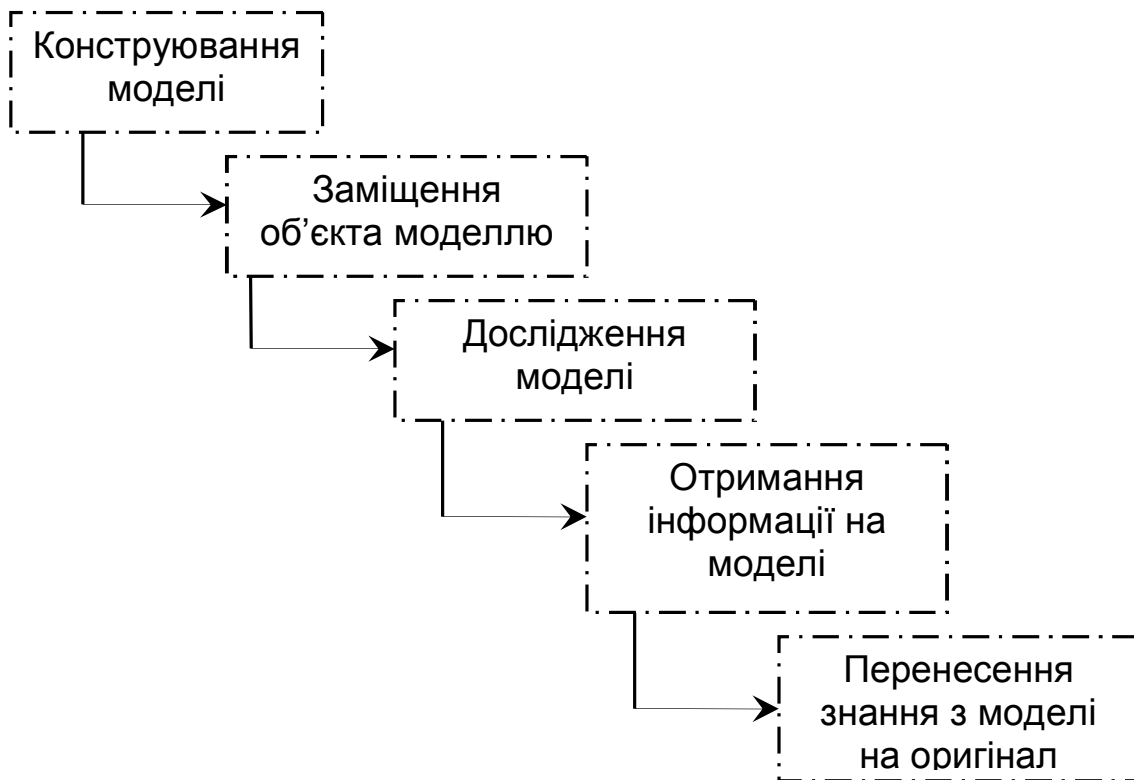 Конструювання
моделі
Заміщення
об’єкта моделлю
Дослідження
моделі
Отримання
інформації на
моделі
Перенесення
знання з моделі
на оригінал